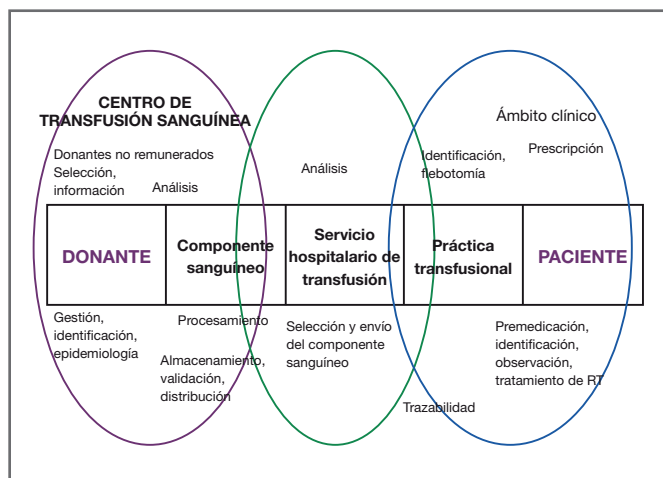 CENTRO DE
TRANSFUSIÓN SANGUÍNEA
Donantes no remunerados
Selección,
información
Análisis
Análisis
Ámbito clínico
Identificación,
flebotomía
Prescripción
DONANTE
Componente
sanguíneo
Servicio
hospitalario de
transfusión
Práctica
transfusional
PACIENTE
Gestión,
identificación,
epidemiología
Procesamiento
Almacenamiento,
validación,
distribución
Selección y envío
del componente
sanguíneo
Trazabilidad
Premedicación,
identificación,
observación,
tratamiento de RT